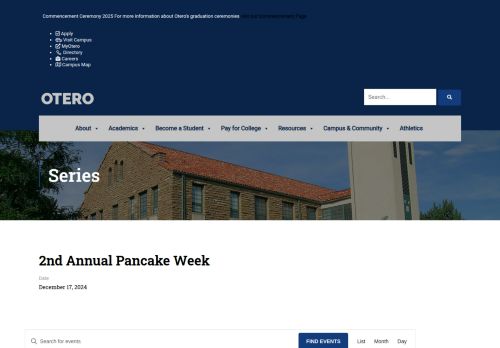 Commencement Ceremony 2025 For more information about Otero's graduation ceremonies Visit our Commencement Page
Apply
Visit Campus
MyOtero
Directory
Careers
Campus Map
OTERO
Search...
About
Academics
Become a Student
Pay for College
Resources
Campus & Community
Athletics
Series
2nd Annual Pancake Week
Date
December 17, 2024
Search for events
FIND EVENTS
List
Month
Day